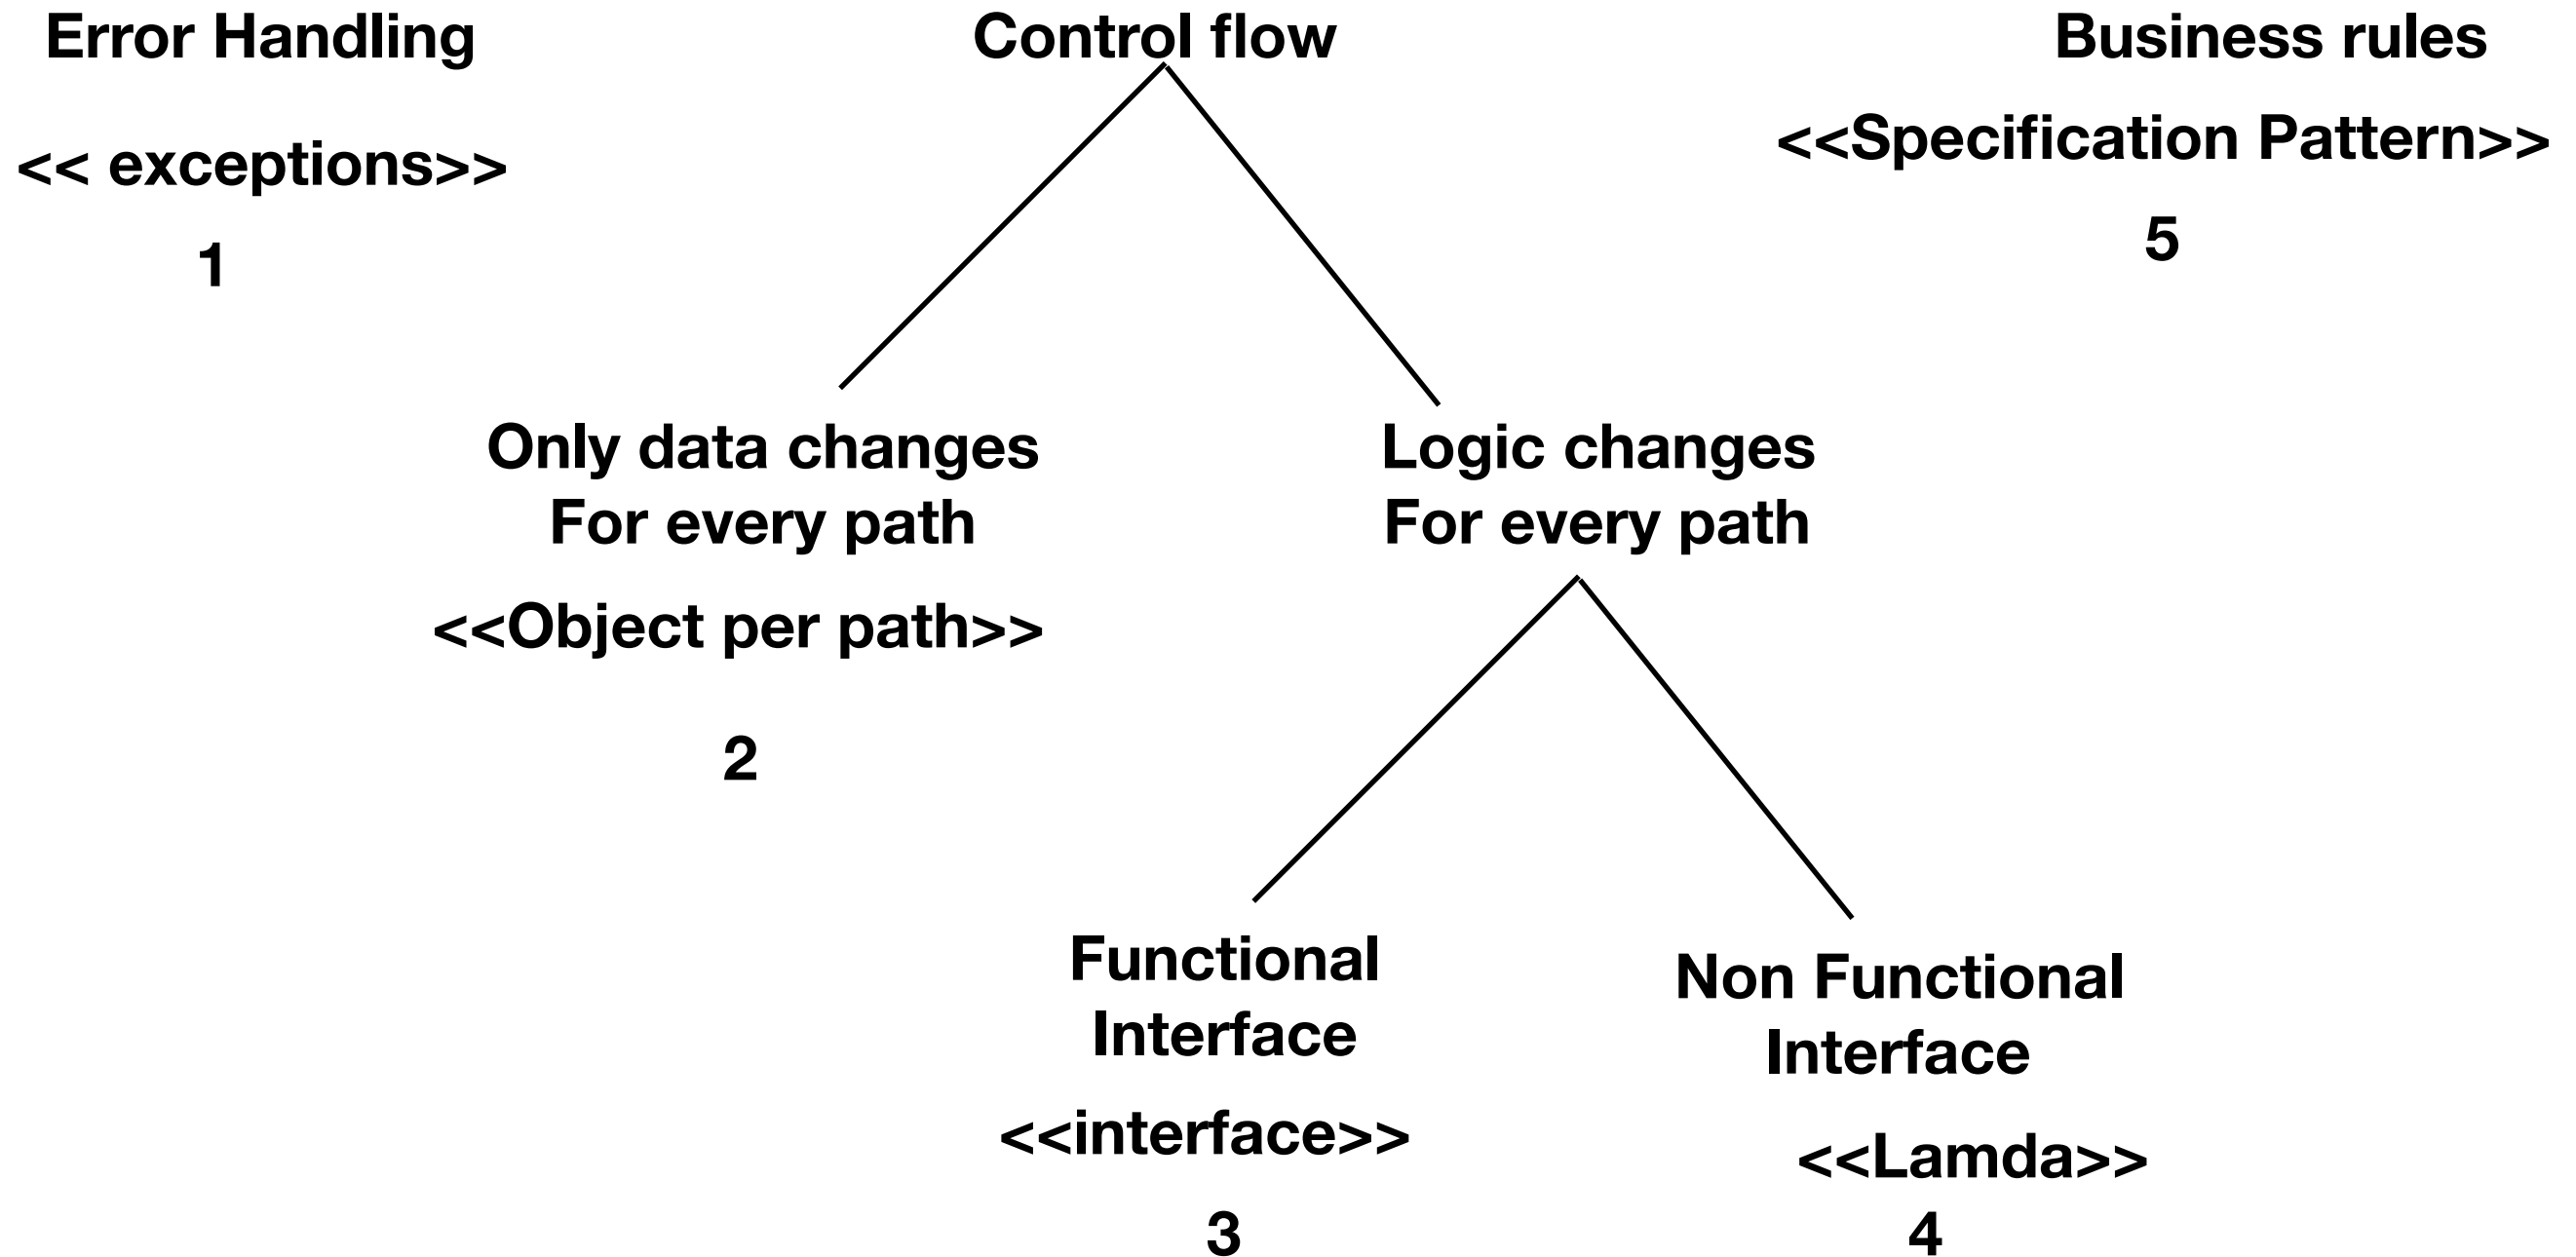 Error Handling
<< exceptions>>
1
Control flow
Business rules
<<Specification Pattern>>
5
Only data changes
For every path
<<Object per path>>
2
Logic changes
For every path
Functional
Interface
<<interface>>
3
Non Functional
Interface
<<Lamda>>
4